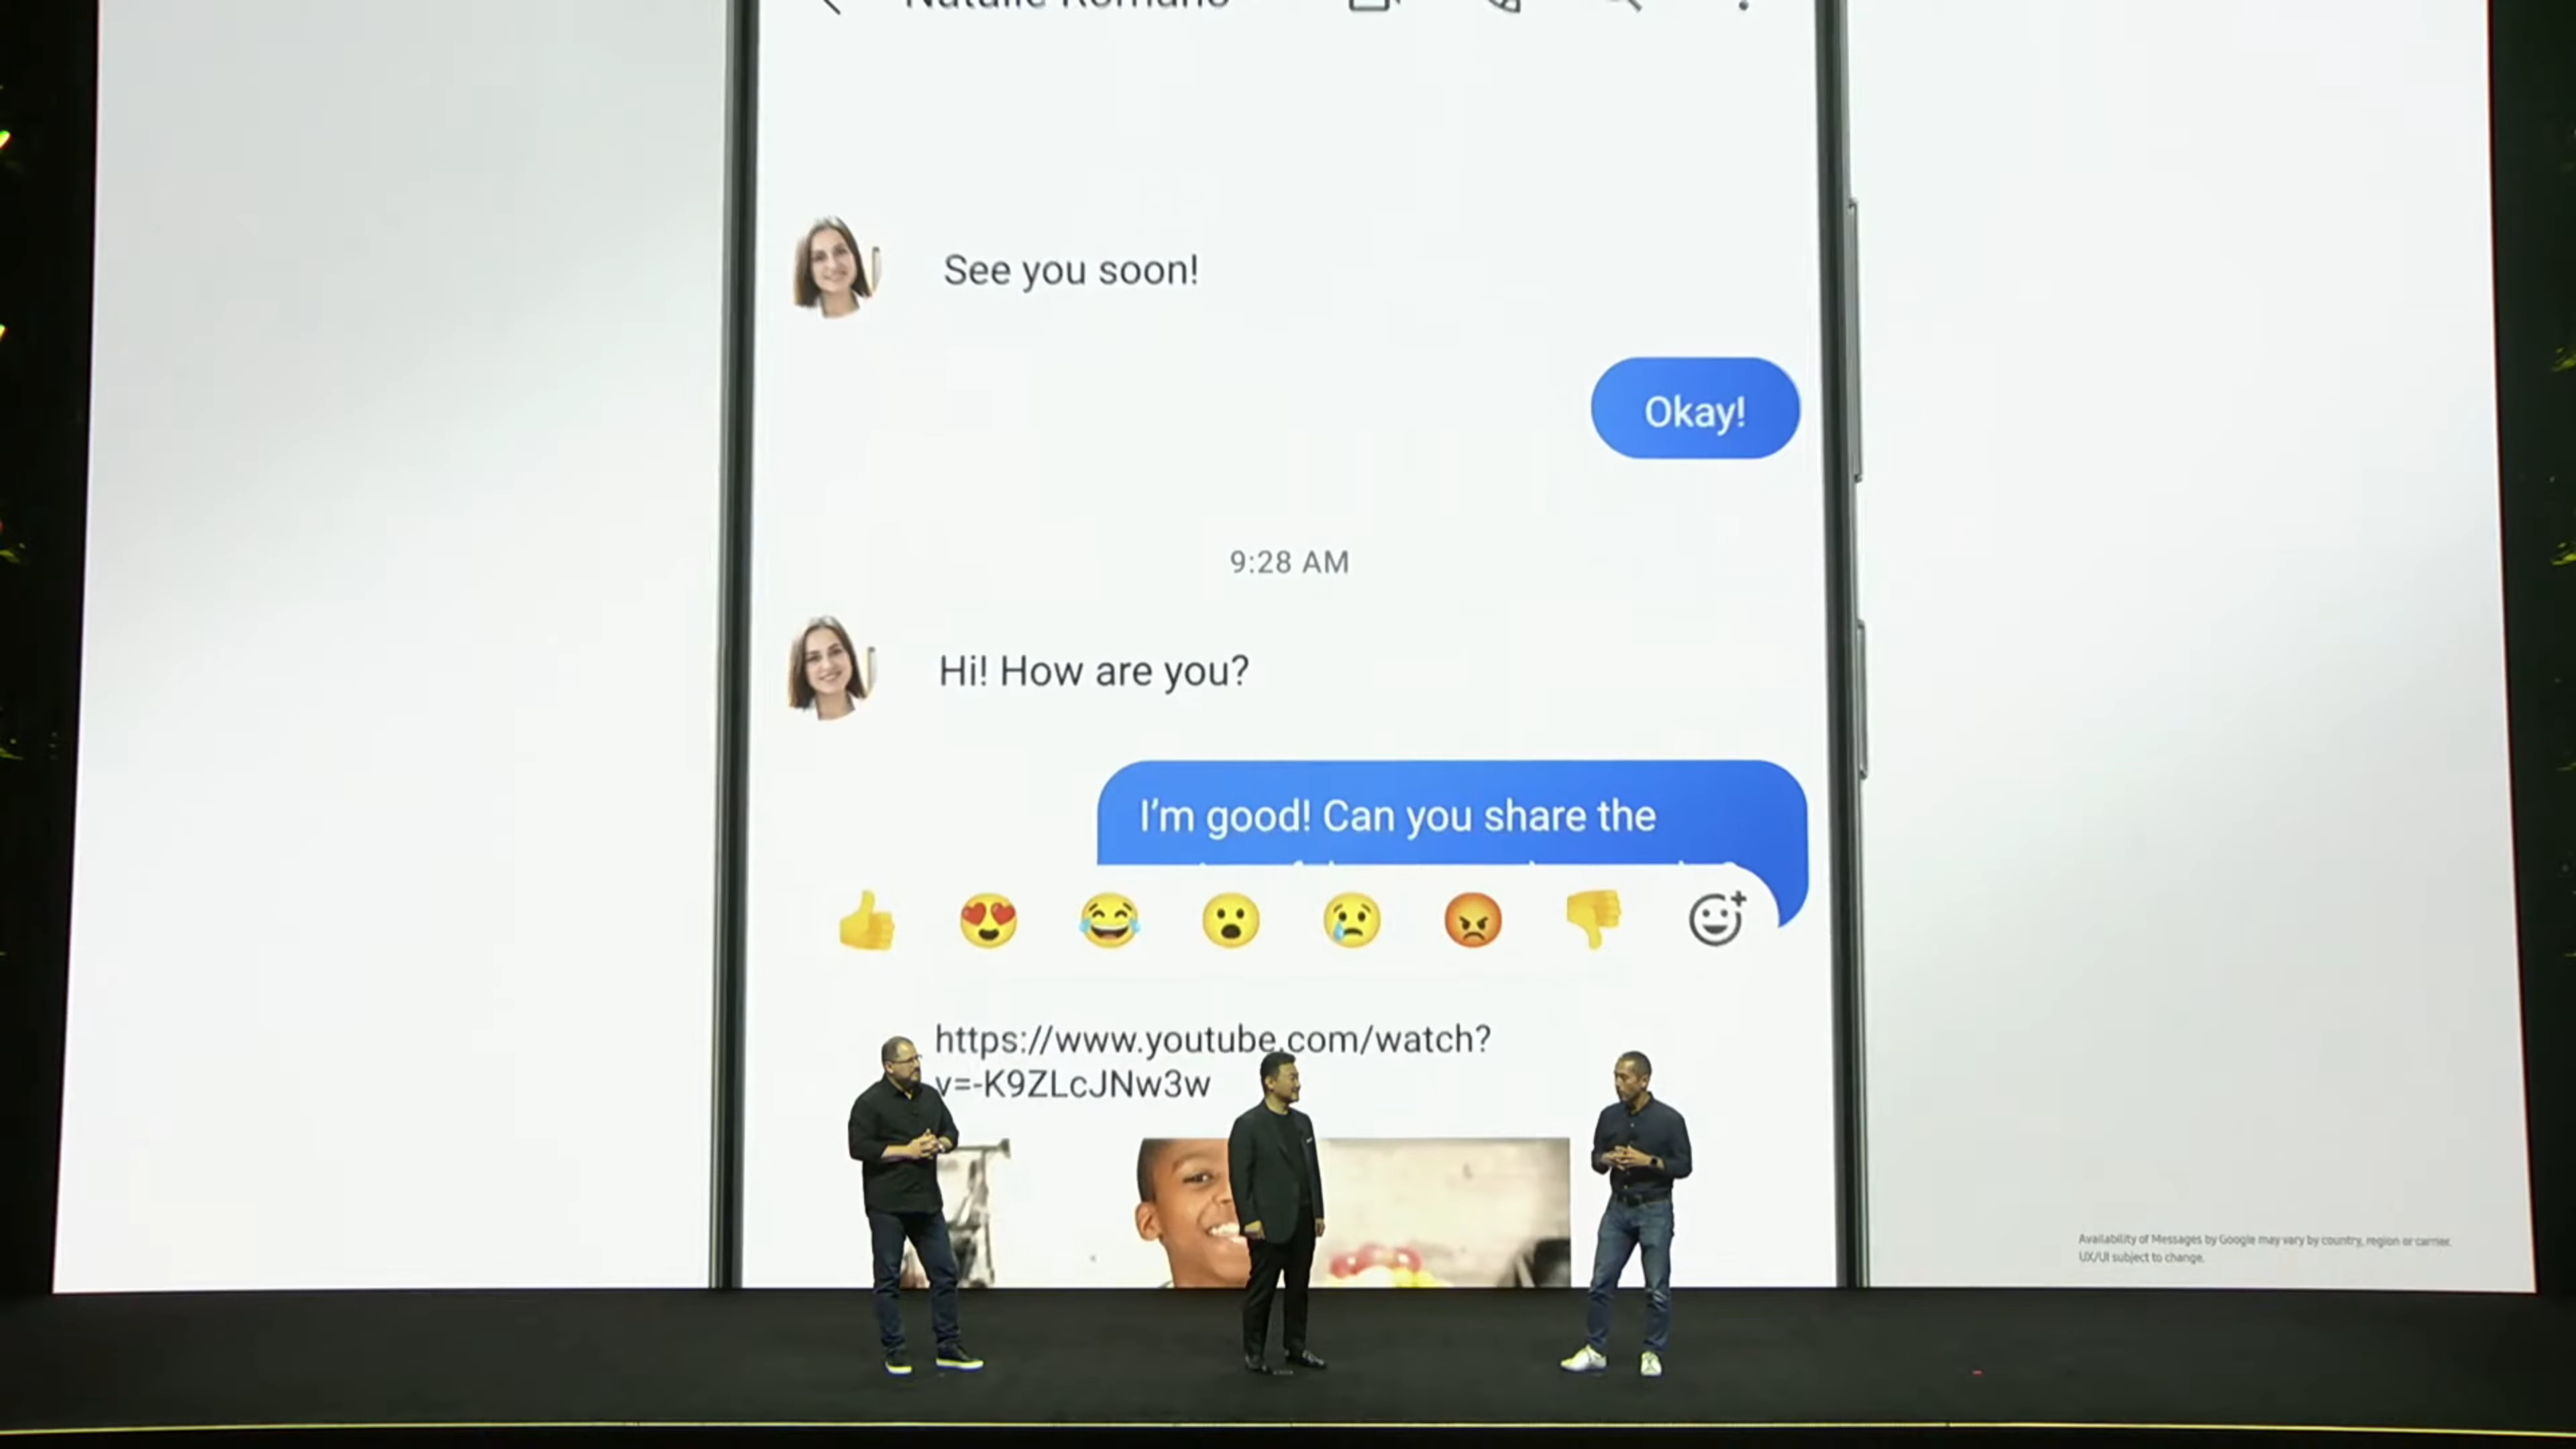 See you soon!
Okay!
9:28 AM
Hi! How are you?
I'm good! Can you share the
https://www.youtube.com/watch?
v=-K9ZLcJNw3w
Availability of Messages by Google may vary by country, region or carrier.
UX/UI subject to change.